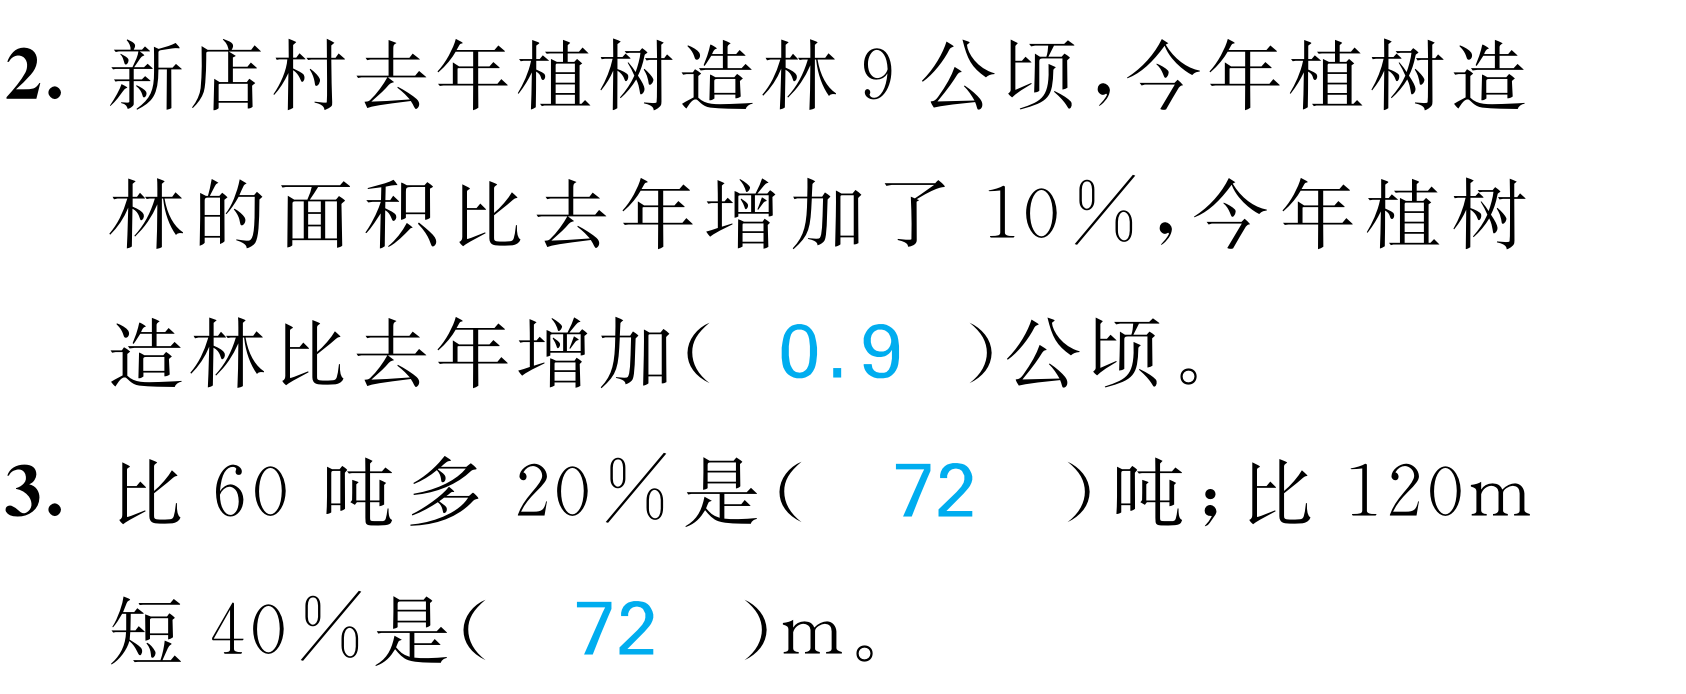 2. 新店村去年植树造林 9 公顷,今年植树造
林的面积比去年增加了 10%,今年植树
造林比去年增加( 0.9 )公顷。
3. 比 60 吨多 20%是( 72 )吨;比 120m
短 40%是( 72 )m。